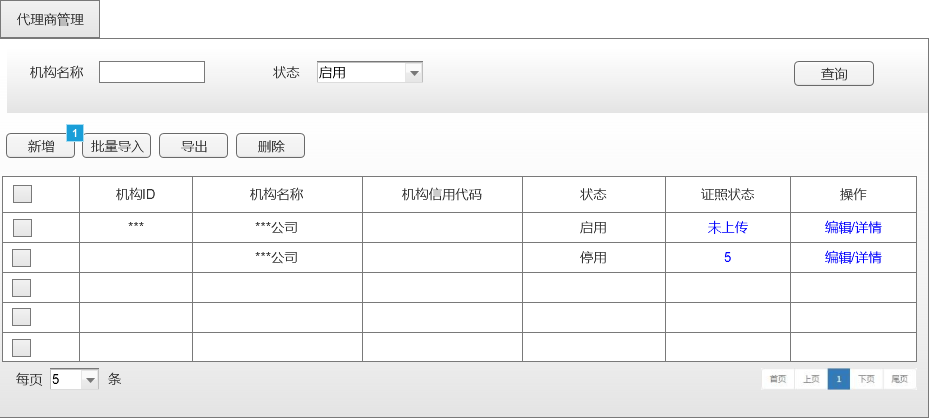 代理商管理
机构名称 状态 启用 查询
新增 1 批量导入 导出 删除
机构ID 机构名称 机构信用代码 状态 证照状态 操作
*** ***公司 启用 未上传 编辑/详情
***公司 停用 5 编辑/详情
每页 5 条 首页 上页 1 下页 尾页